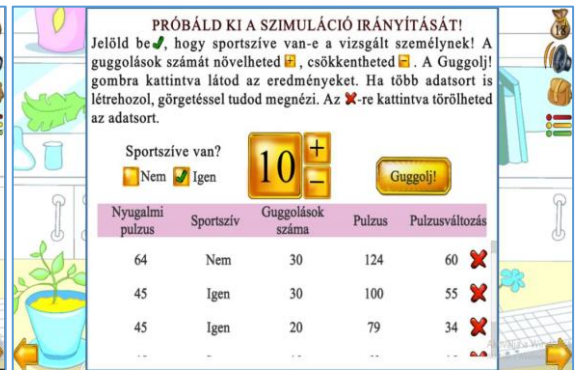 PRÓBÁLD KI A SZIMULÁCIÓ IRÁNYÍTÁSÁT!
Jelöld be, hogy sportszíve van-e a vizsgált személynek! A
guggolások számát növelheted +, csökkentheted -. A Guggolj!
gombra kattintva látod az eredményeket. Ha több adatsort is
létrehozol, görgetéssel tudod megnézni. Az -re kattintva törölheted
az adatsort.
Sportszíve van?
Nem Igen
10 + -
Guggolj!
Nyugalmi pulzus Sportszív Guggolások száma Pulzus Pulzusváltozás
64 Nem 30 124 60
45 Igen 30 100 55
45 Igen 20 79 34